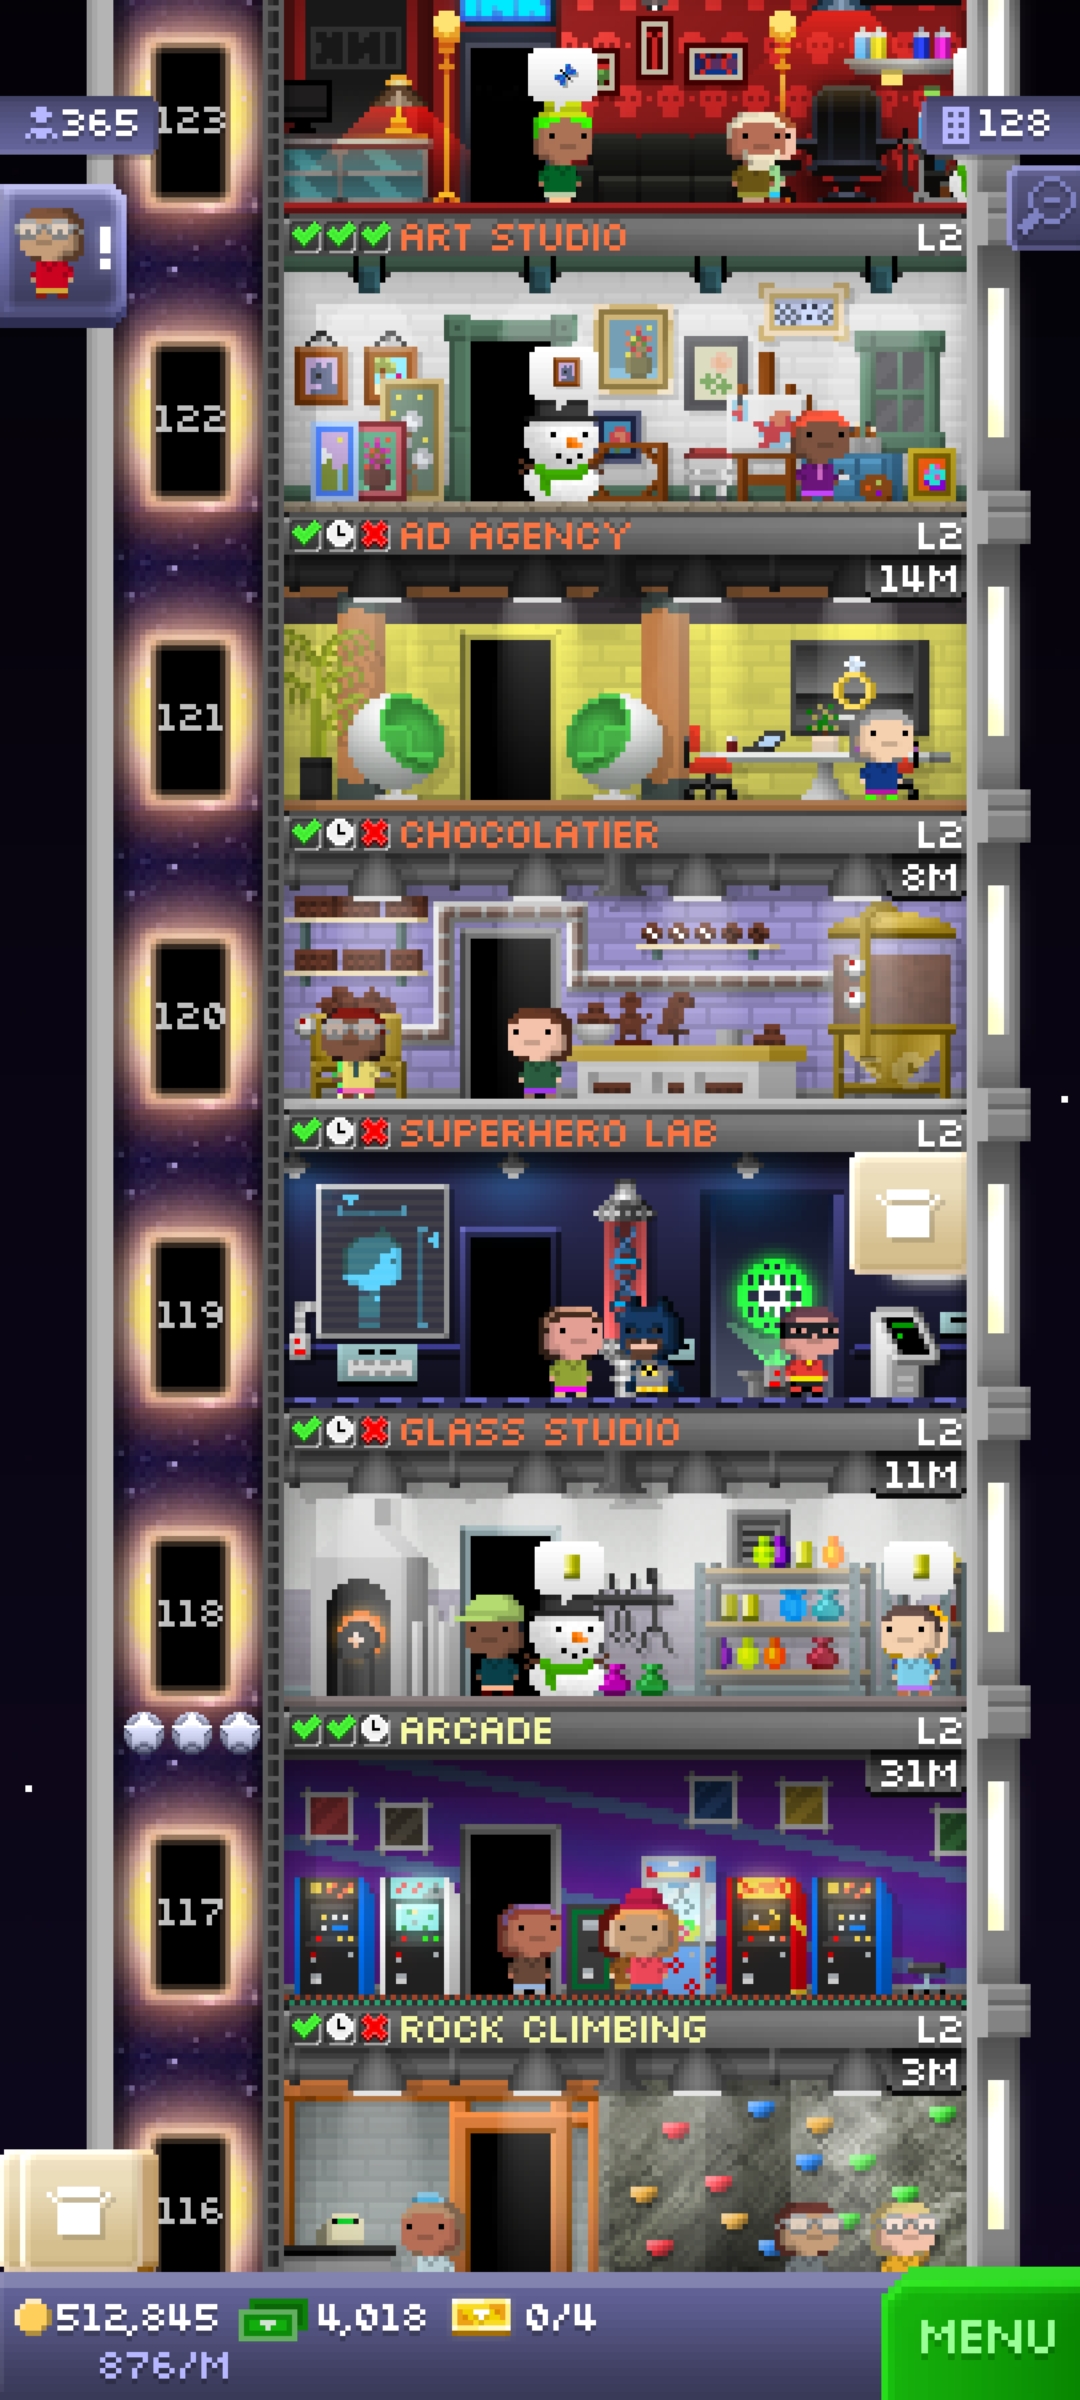 INK
123
365
128
!
ART STUDIO L2
122
AD AGENCY L2
14M
121
CHOCOLATIER L2
8M
120
SUPERHERO LAB L2
119
GLASS STUDIO L2
11M
118
ARCADE L2
31M
117
ROCK CLIMBING L2
3M
116
512,845 4,018 0/4
876/M
MENU